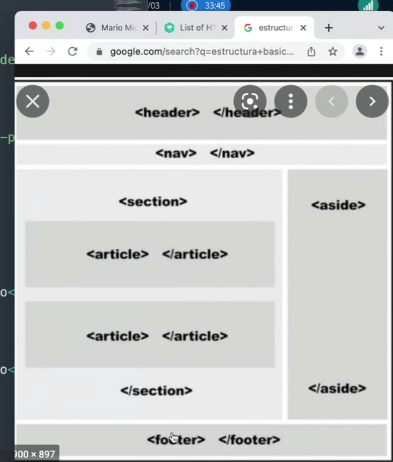 /03 33:45
Mario Mi
List of HT
estructur
google.com/search?q=estructura+basic...
de
-p
<header> </header>
<nav> </nav>
<section>
<aside>
<article> </article>
o<
<article> </article>
o<
</section>
</aside>
<footer> </footer>
900 × 897